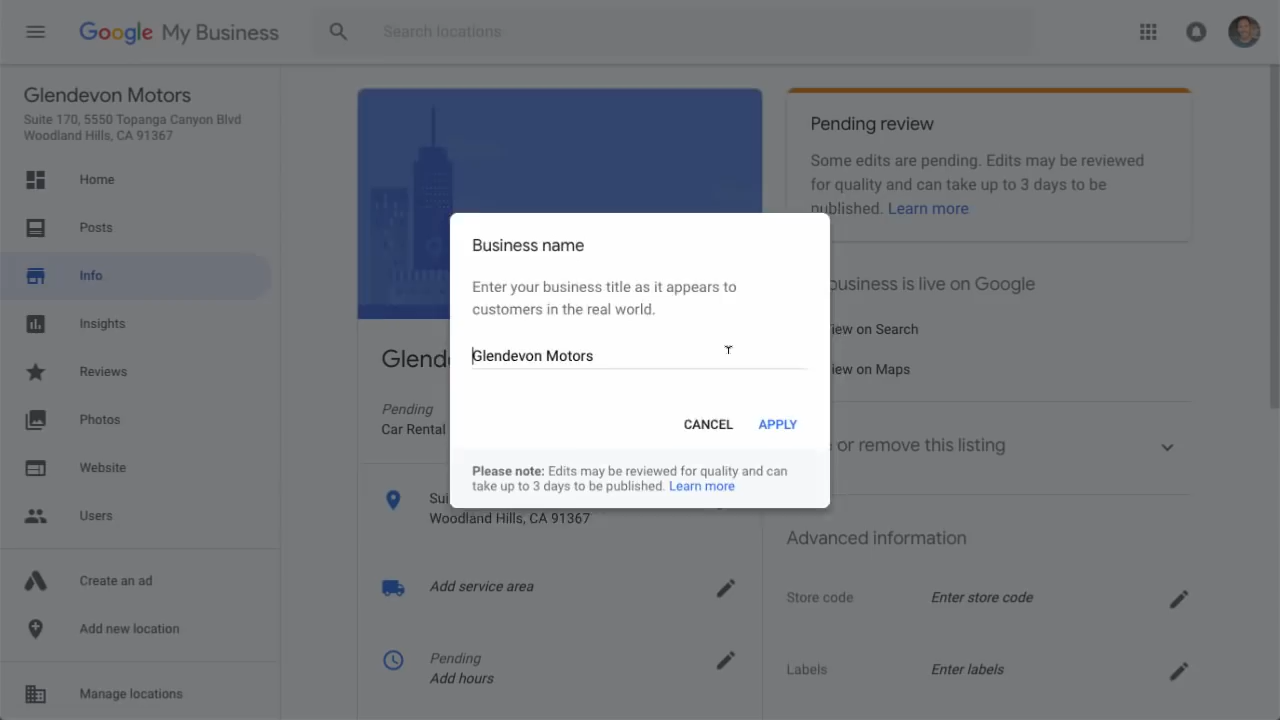 Google My Business
Search locations
Glendevon Motors
Suite 170, 5550 Topanga Canyon Blvd
Woodland Hills, CA 91367
Home
Posts
Info
Insights
Reviews
Photos
Website
Users
Create an ad
Add new location
Manage locations
Glend
Pending
Car Rental
Sui
Woodland Hills, CA 91367
Add service area
Pending
Add hours
Business name
Enter your business title as it appears to
customers in the real world.
Glendevon Motors
CANCEL APPLY
Please note: Edits may be reviewed for quality and can
take up to 3 days to be published. Learn more
Pending review
Some edits are pending. Edits may be reviewed
for quality and can take up to 3 days to be
published. Learn more
business is live on Google
iew on Search
iew on Maps
or remove this listing
Advanced information
Store code Enter store code
Labels Enter labels